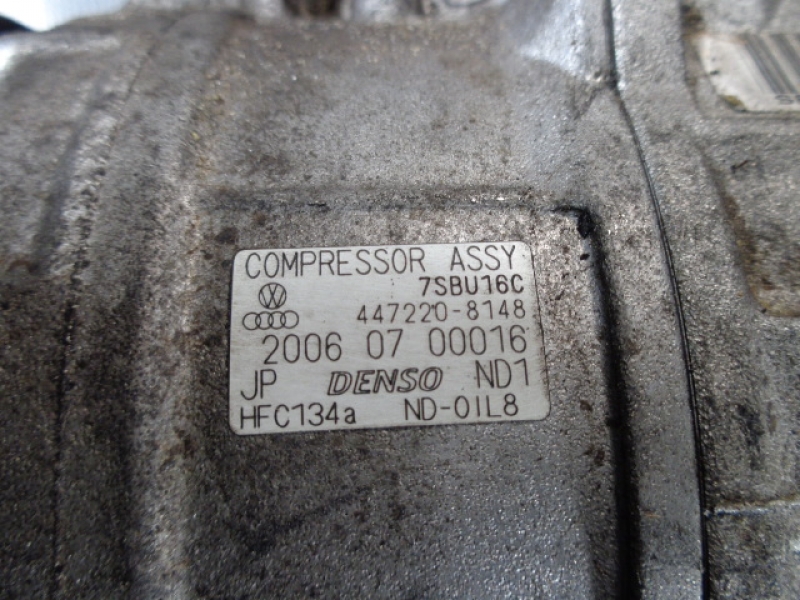 COMPRESSOR ASSY
7SBU16C
447220-8148
2006 07 00016
JP DENSO ND1
HFC134a ND-OIL8